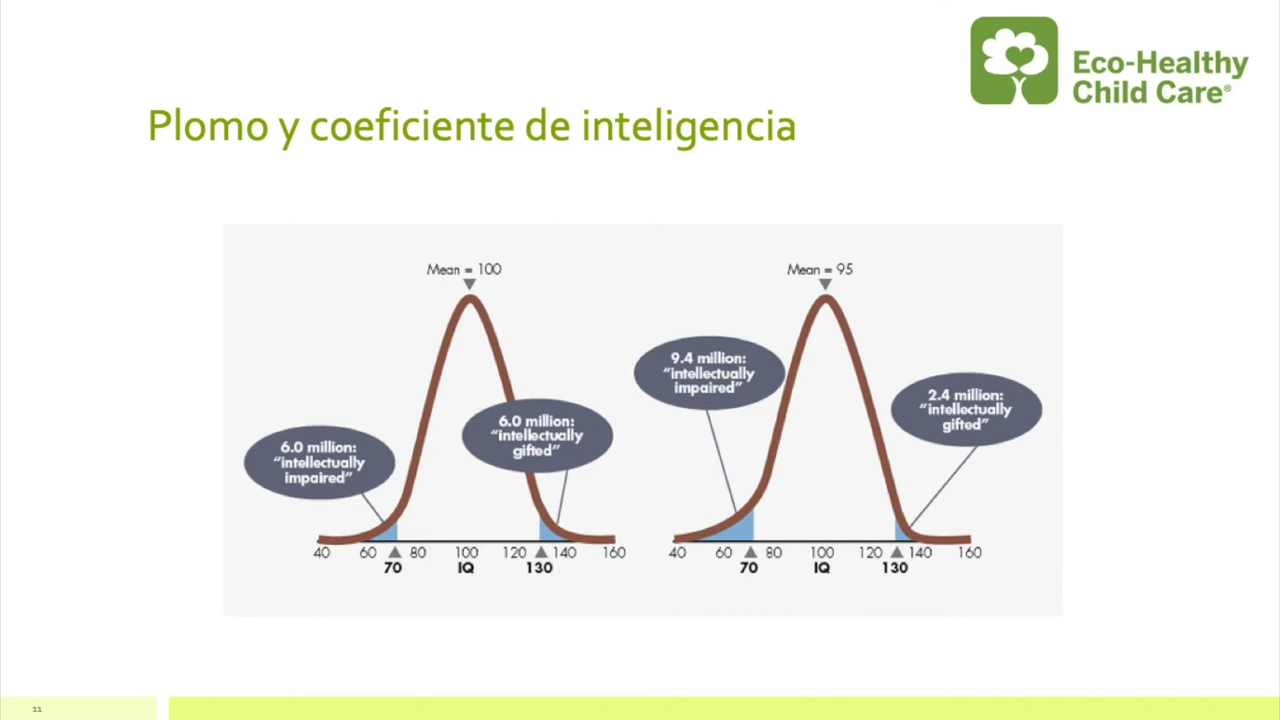 Eco-Healthy
Child Care®
Plomo y coeficiente de inteligencia
Mean = 100
6.0 million:
“intellectually
impaired”
6.0 million:
“intellectually
gifted”
40 60 80 100 120 140 160
70 IQ 130
Mean = 95
9.4 million:
“intellectually
impaired”
2.4 million:
“intellectually
gifted”
40 60 80 100 120 140 160
70 IQ 130
11